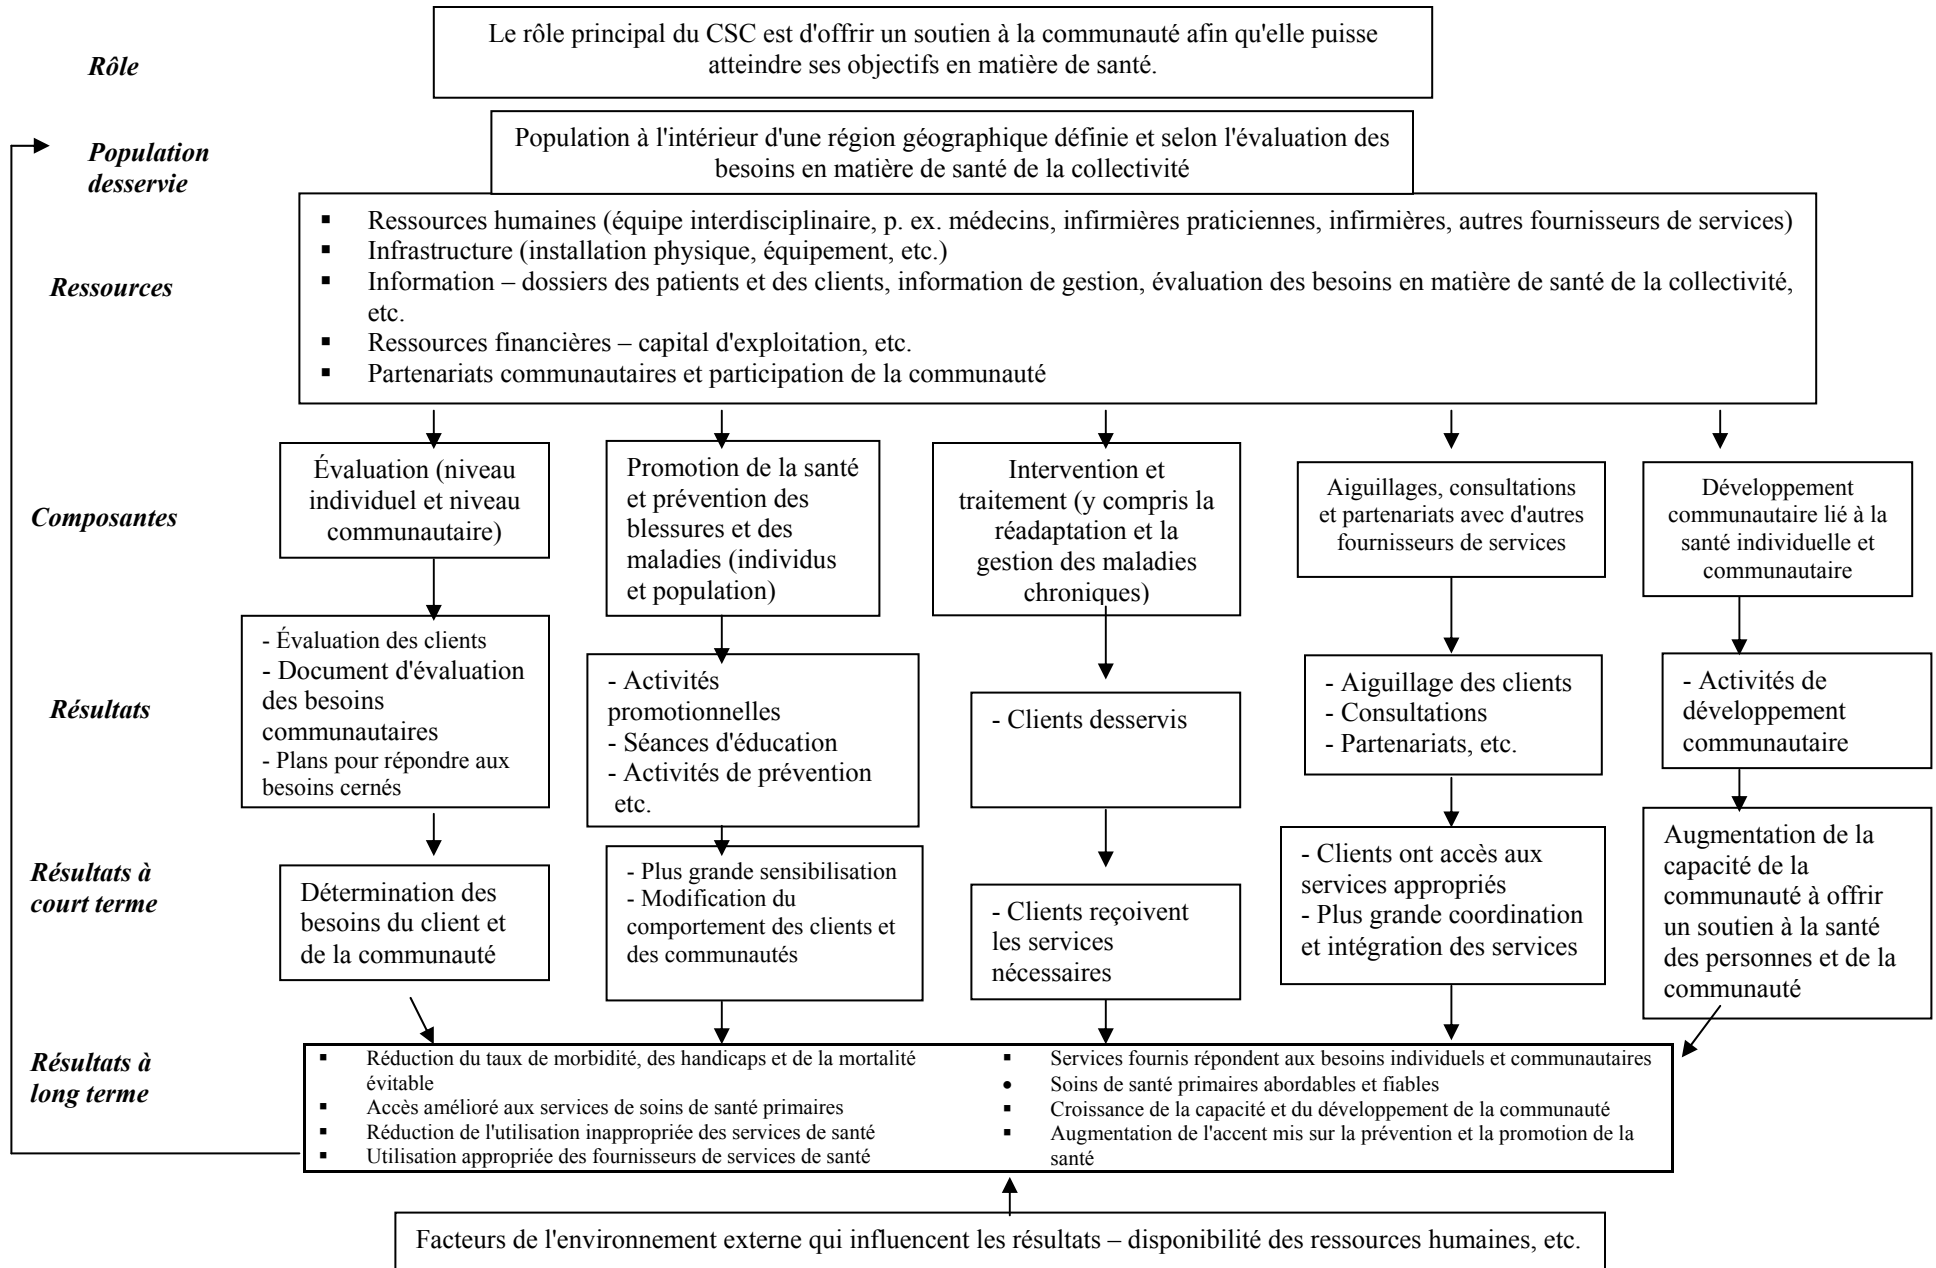 Rôle
Le rôle principal du CSC est d'offrir un soutien à la communauté afin qu'elle puisse
atteindre ses objectifs en matière de santé.
Population
desservie
Population à l'intérieur d'une région géographique définie et selon l'évaluation des
besoins en matière de santé de la collectivité
Ressources
▪ Ressources humaines (équipe interdisciplinaire, p. ex. médecins, infirmières praticiennes, infirmières, autres fournisseurs de services)
▪ Infrastructure (installation physique, équipement, etc.)
▪ Information – dossiers des patients et des clients, information de gestion, évaluation des besoins en matière de santé de la collectivité,
etc.
▪ Ressources financières – capital d'exploitation, etc.
▪ Partenariats communautaires et participation de la communauté
Composantes
Évaluation (niveau
individuel et niveau
communautaire)
Promotion de la santé
et prévention des
blessures et des
maladies (individus
et population)
Intervention et
traitement (y compris la
réadaptation et la
gestion des maladies
chroniques)
Aiguillages, consultations
et partenariats avec d'autres
fournisseurs de services
Développement
communautaire lié à la
santé individuelle et
communautaire
Résultats
- Évaluation des clients
- Document d'évaluation
des besoins
communautaires
- Plans pour répondre aux
besoins cernés
- Activités
promotionnelles
- Séances d'éducation
- Activités de prévention
etc.
- Clients desservis
- Aiguillage des clients
- Consultations
- Partenariats, etc.
- Activités de
développement
communautaire
Résultats à
court terme
Détermination des
besoins du client et
de la communauté
- Plus grande sensibilisation
- Modification du
comportement des clients et
des communautés
- Clients reçoivent
les services
nécessaires
- Clients ont accès aux
services appropriés
- Plus grande coordination
et intégration des services
Augmentation de la
capacité de la
communauté à offrir
un soutien à la santé
des personnes et de la
communauté
Résultats à
long terme
▪ Réduction du taux de morbidité, des handicaps et de la mortalité
évitable
▪ Accès amélioré aux services de soins de santé primaires
▪ Réduction de l'utilisation inappropriée des services de santé
▪ Utilisation appropriée des fournisseurs de services de santé
▪ Services fournis répondent aux besoins individuels et communautaires
● Soins de santé primaires abordables et fiables
▪ Croissance de la capacité et du développement de la communauté
▪ Augmentation de l'accent mis sur la prévention et la promotion de la
santé
Facteurs de l'environnement externe qui influencent les résultats – disponibilité des ressources humaines, etc.